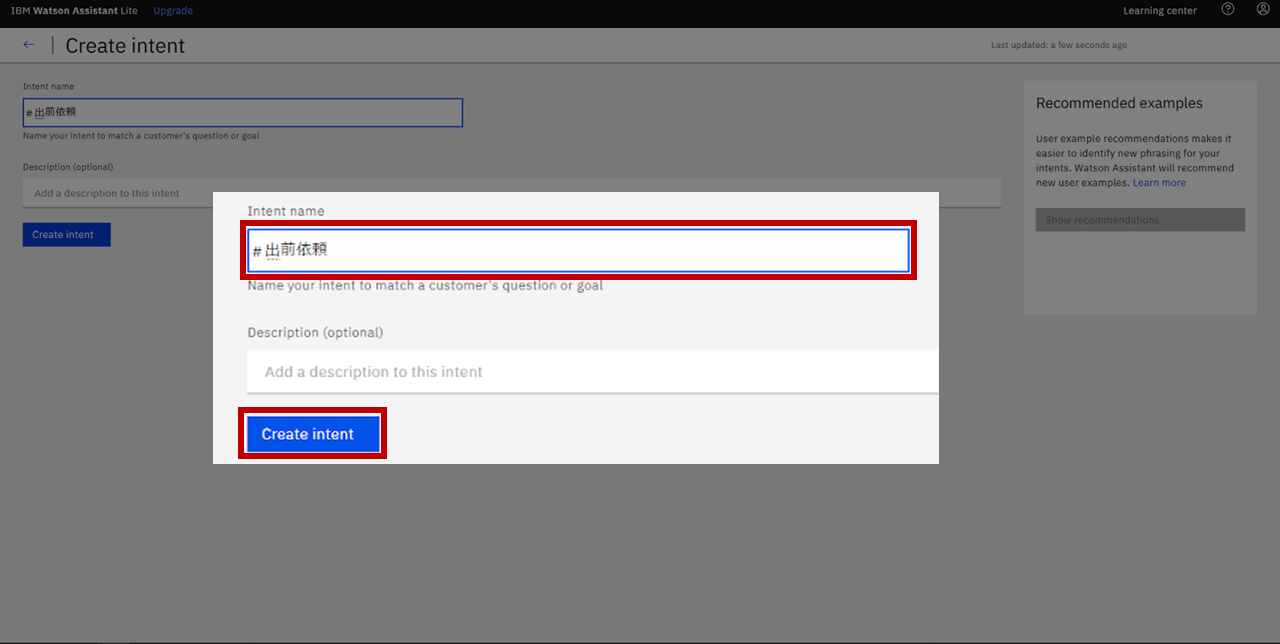 IBM Watson Assistant Lite Upgrade Learning center
Create intent Last updated: a few seconds ago
Intent name
#出前依頼
Name your intent to match a customer's question or goal
Description (optional)
Add a description to this intent
Create intent
Recommended examples
User example recommendations makes it
easier to identify new phrasing for your
intents. Watson Assistant will recommend
new user examples. Learn more
Show recommendations
Intent name
#出前依頼
Name your intent to match a customer's question or goal
Description (optional)
Add a description to this intent
Create intent